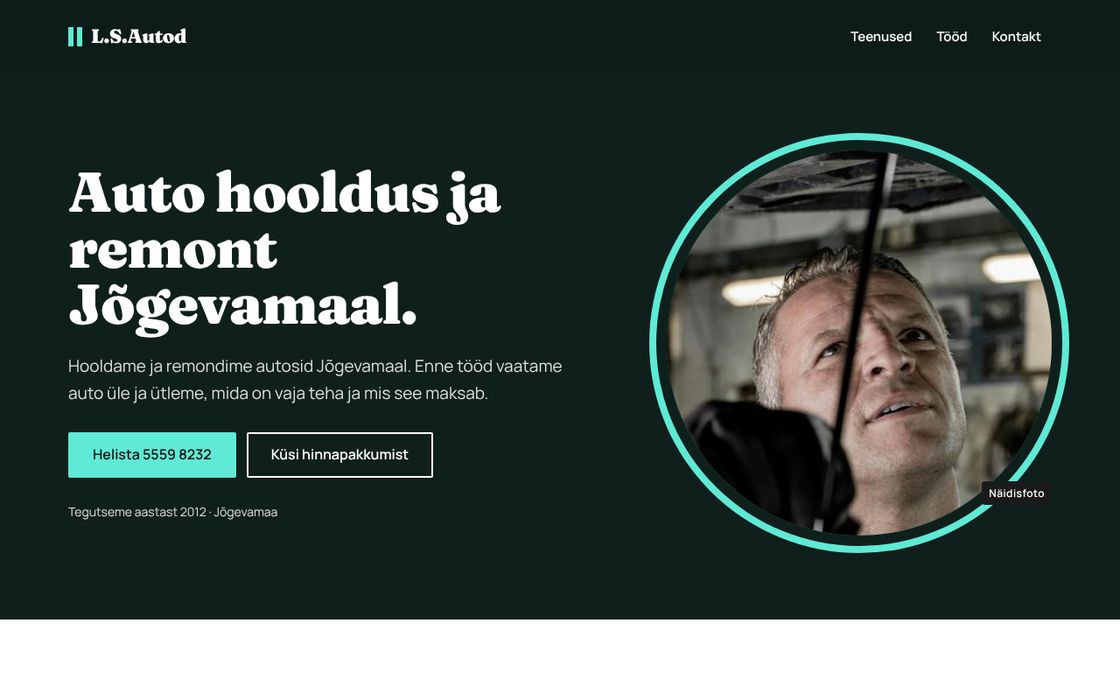 L.S.Autod
Teenused
Tööd
Kontakt
Auto hooldus ja
remont
Jõgevamaal.
Hooldame ja remondime autosid Jõgevamaal. Enne tööd vaatame
auto üle ja ütleme, mida on vaja teha ja mis see maksab.
Helista 5559 8232
Küsi hinnapakkumist
Tegutseme aastast 2012 · Jõgevamaa
Näidisfoto